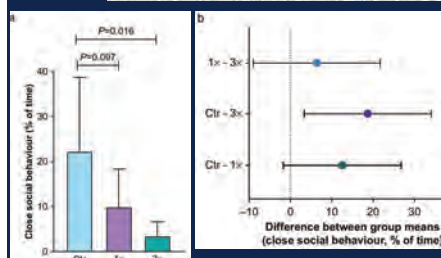 a
P=0.016
P=0.097
Close social behaviour (% of time)
40
30
20
10
0
b
1× - 3×
Ctr - 3×
Ctr - 1×
–10 0 10 20 30
Difference between group means
(close social behaviour, % of time)